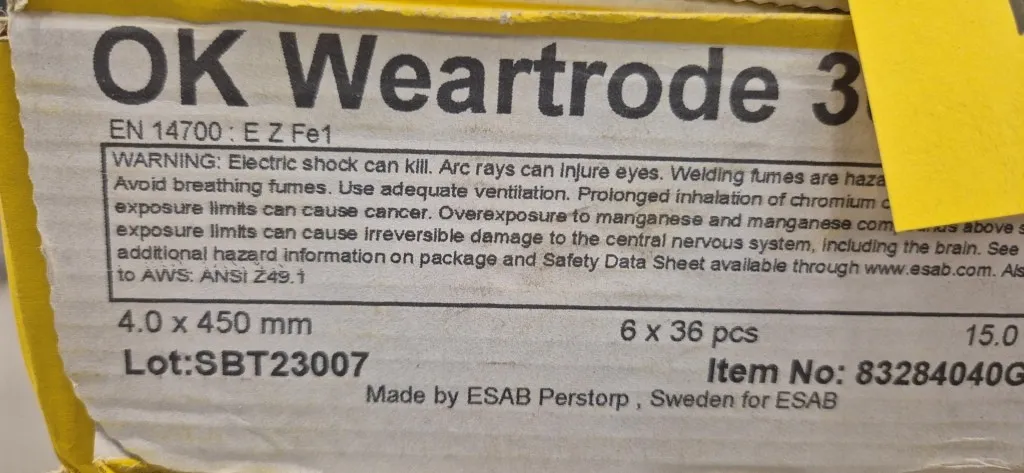 OK Weartrode 3
EN 14700 : E Z Fe1
WARNING: Electric shock can kill. Arc rays can injure eyes. Welding fumes are
Avoid breathing fumes. Use adequate ventilation. Prolonged inhalation of chromium
exposure limits can cause cancer. Overexposure to manganese and manganese above
exposure limits can cause irreversible damage to the central nervous system, including the brain. See
additional hazard information on package and Safety Data Sheet available through www.esab.com.
to AWS: ANSI Z49.1
4.0 x 450 mm 6 x 36 pcs 15.0
Lot:SBT23007 Item No: 83284040G
Made by ESAB Perstorp , Sweden for ESAB